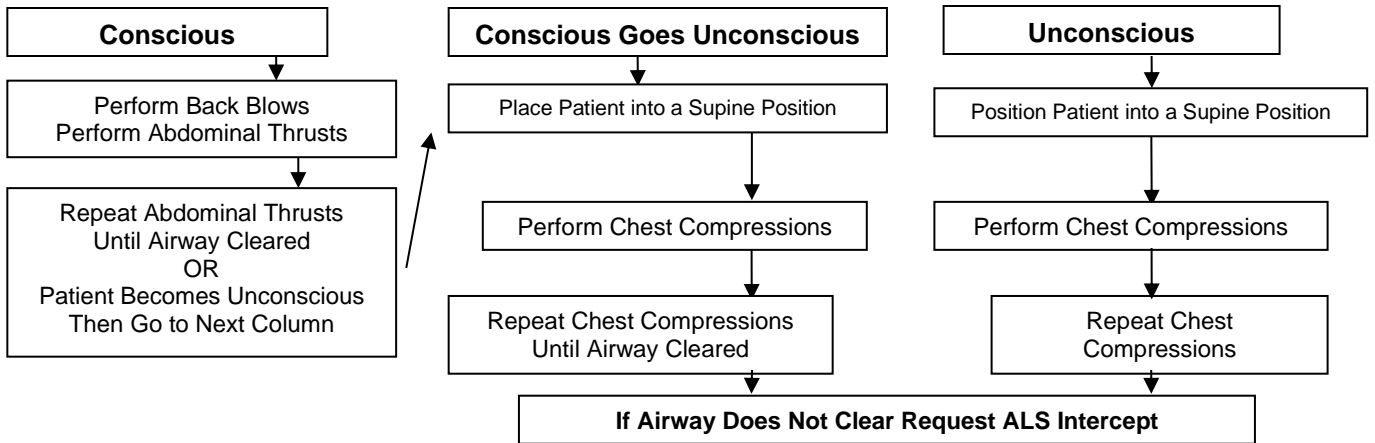 Conscious
Perform Back Blows
Perform Abdominal Thrusts
Repeat Abdominal Thrusts
Until Airway Cleared
OR
Patient Becomes Unconscious
Then Go to Next Column
Conscious Goes Unconscious
Place Patient into a Supine Position
Perform Chest Compressions
Repeat Chest Compressions
Until Airway Cleared
Unconscious
Position Patient into a Supine Position
Perform Chest Compressions
Repeat Chest
Compressions
If Airway Does Not Clear Request ALS Intercept